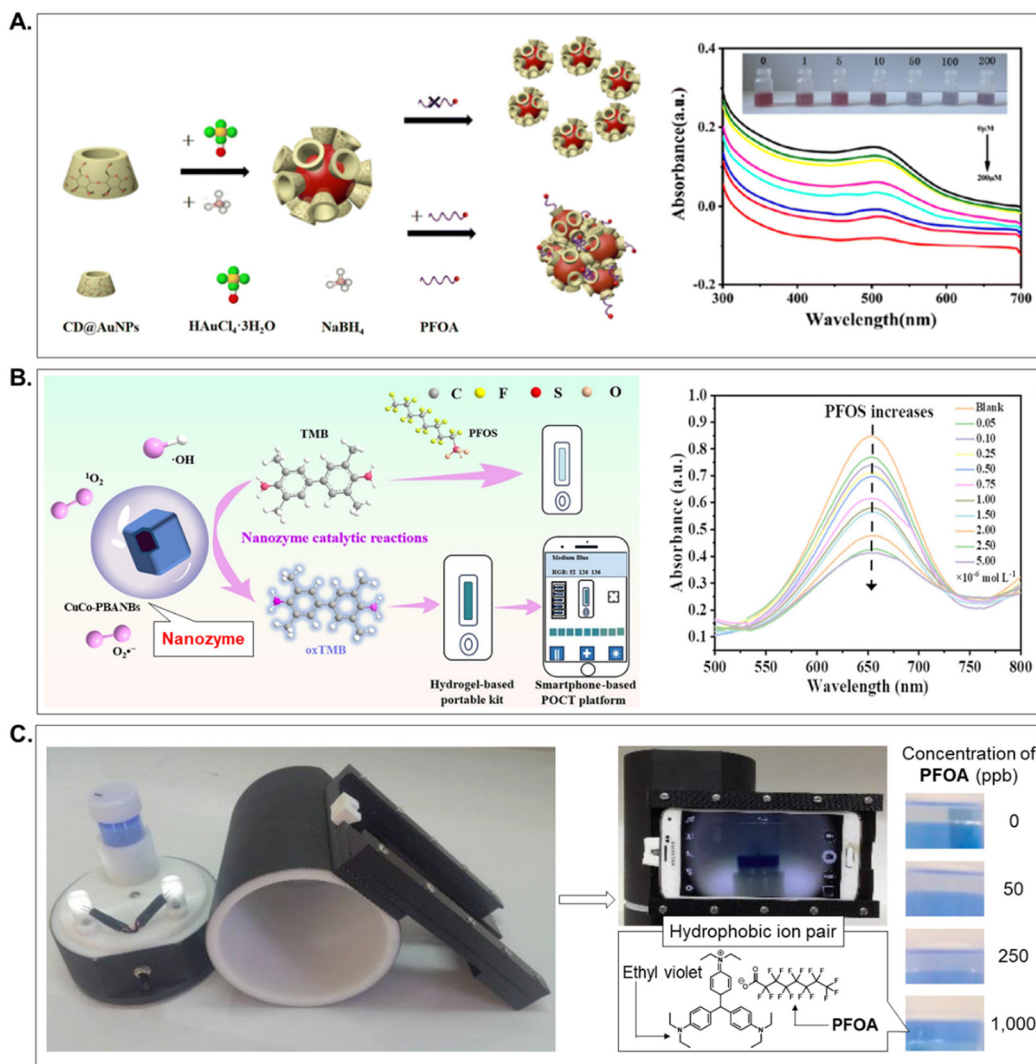 A.
CD@AuNPs
HAuCl4·3H2O
NaBH4
PFOA
+
+
+
0 1 5 10 50 100 200
0μM
200μM
Absorbance(a.u.)
0.4
0.2
0.0
-0.2
300 400 500 600 700
Wavelength(nm)
B.
C F S O
PFOS
TMB
·OH
1O2
Nanozyme catalytic reactions
CuCo-PBANBs
Nanozyme
O2•−
oxTMB
Medium Blue
RGB: 52 126 136
Hydrogel-based
portable kit
Smartphone-based
POCT platform
PFOS increases
Blank
0.05
0.10
0.25
0.50
0.75
1.00
1.50
2.00
2.50
5.00
×10-6 mol L-1
Absorbance (a.u.)
1.0
0.9
0.8
0.7
0.6
0.5
0.4
0.3
0.2
0.1
500 550 600 650 700 750 800
Wavelength (nm)
C.
Concentration of
PFOA (ppb)
0
50
250
1,000
Hydrophobic ion pair
Ethyl violet
PFOA